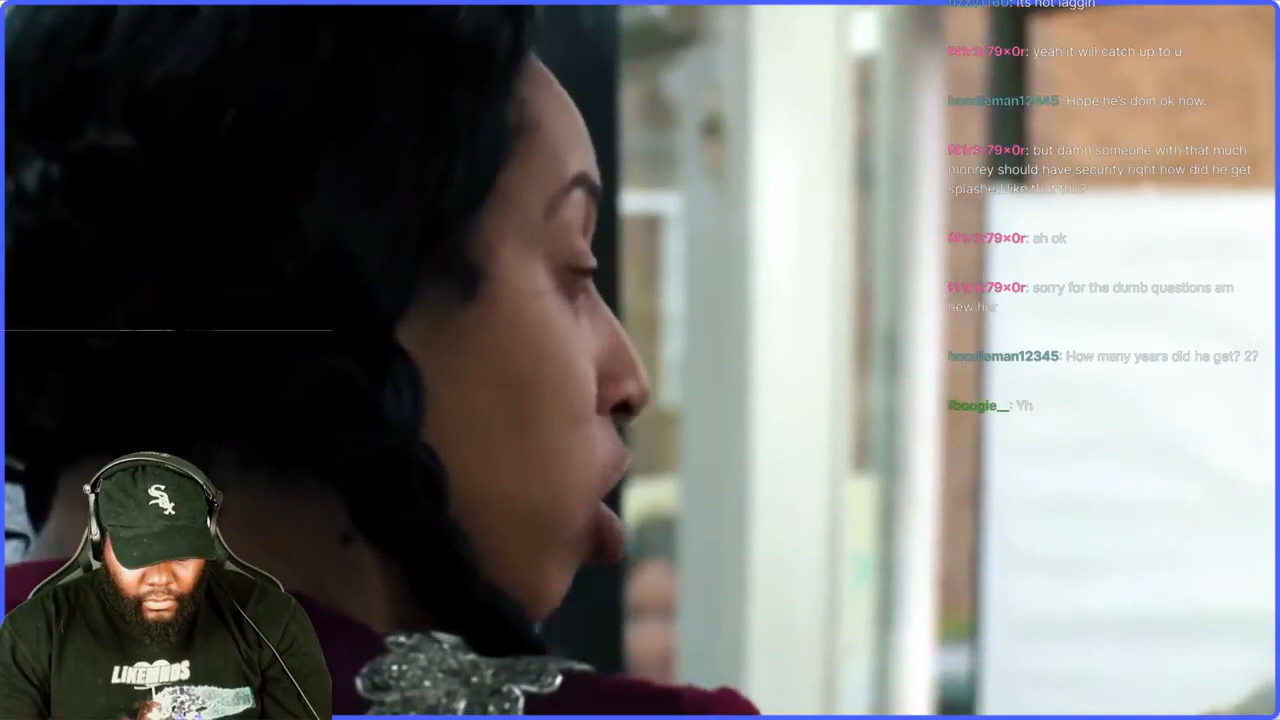 its not laggin
: yeah it will catch up to u
hoodieman12345: Hope he's doin ok now.
: but damn someone with that much
monrey should have security right how did he get
splashed like that tho?
: ah ok
: sorry for the dumb questions am
new her
hoodieman12345: How many years did he get? 2?
lboogie__: Yh
Sox